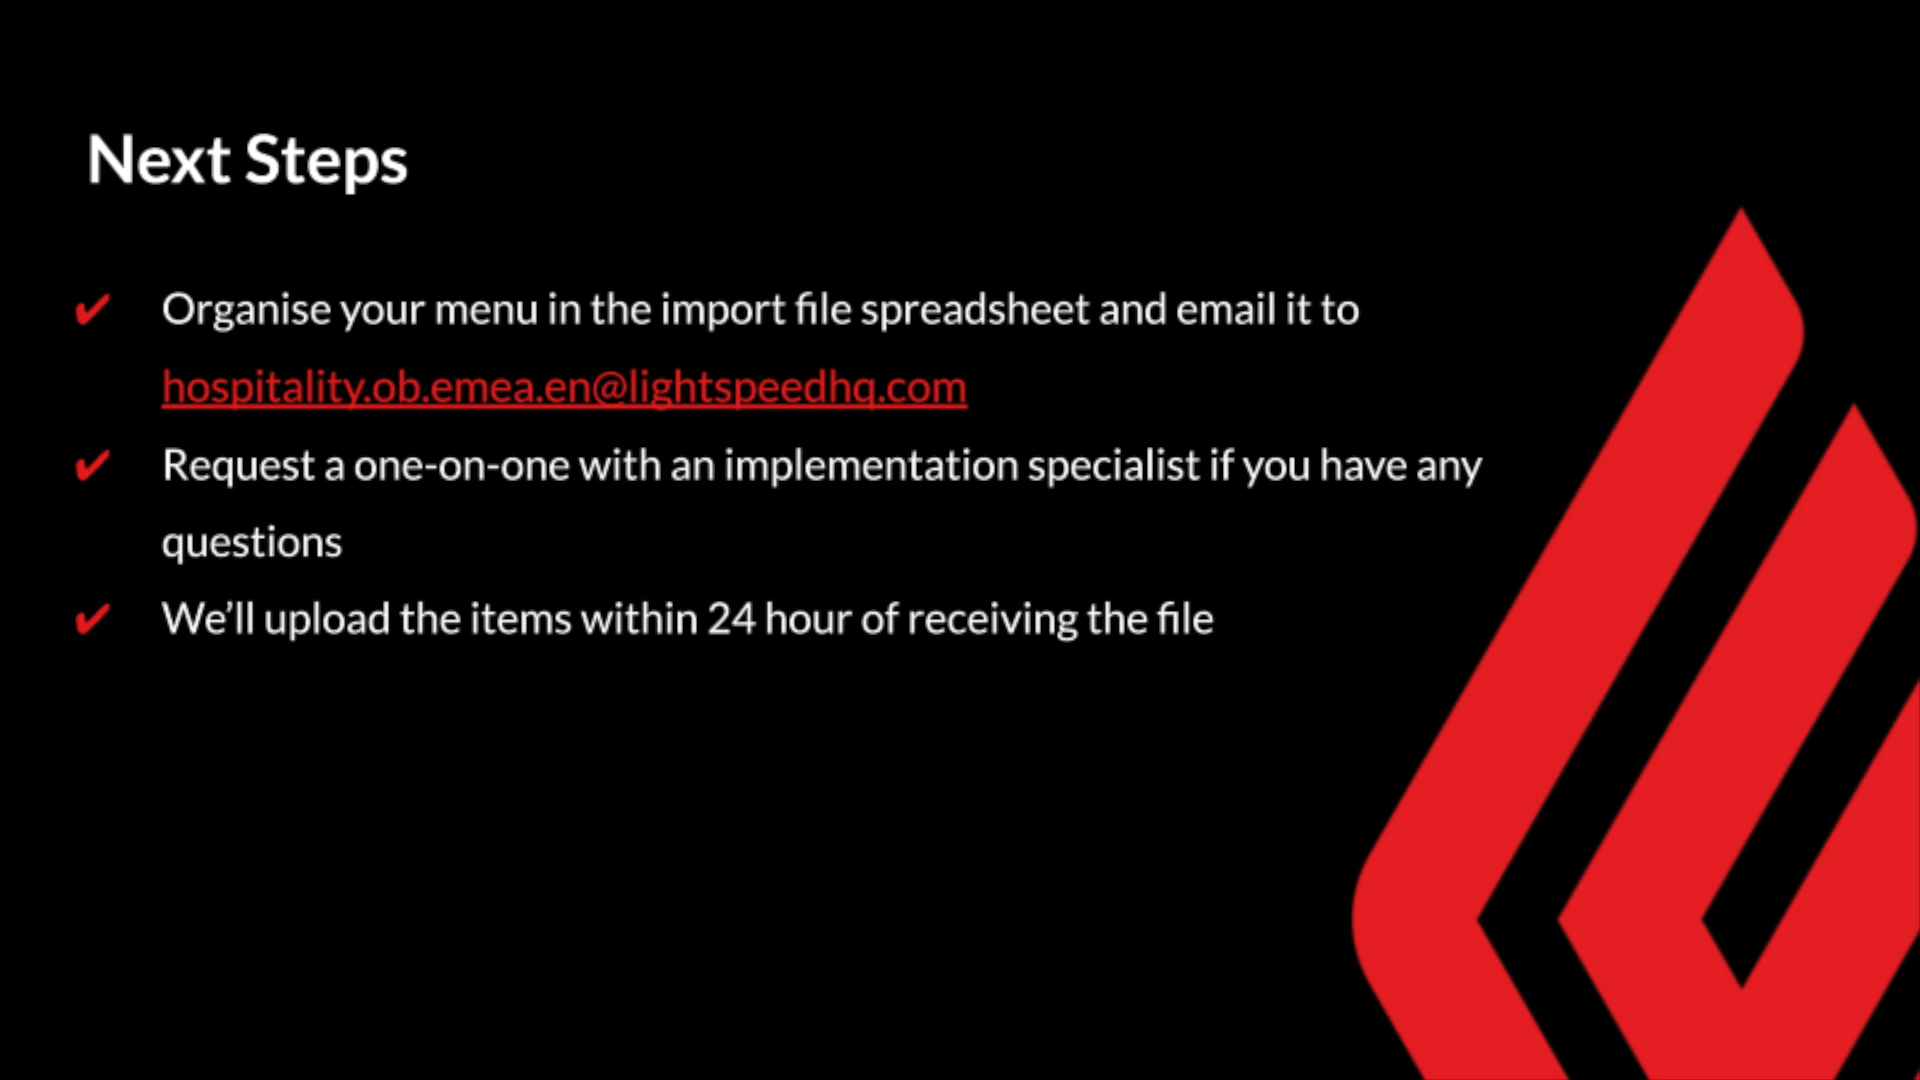 Next Steps
✔ Organise your menu in the import file spreadsheet and email it to
hospitality.ob.emea.en@lightspeedhq.com
✔ Request a one-on-one with an implementation specialist if you have any
questions
✔ We’ll upload the items within 24 hour of receiving the file